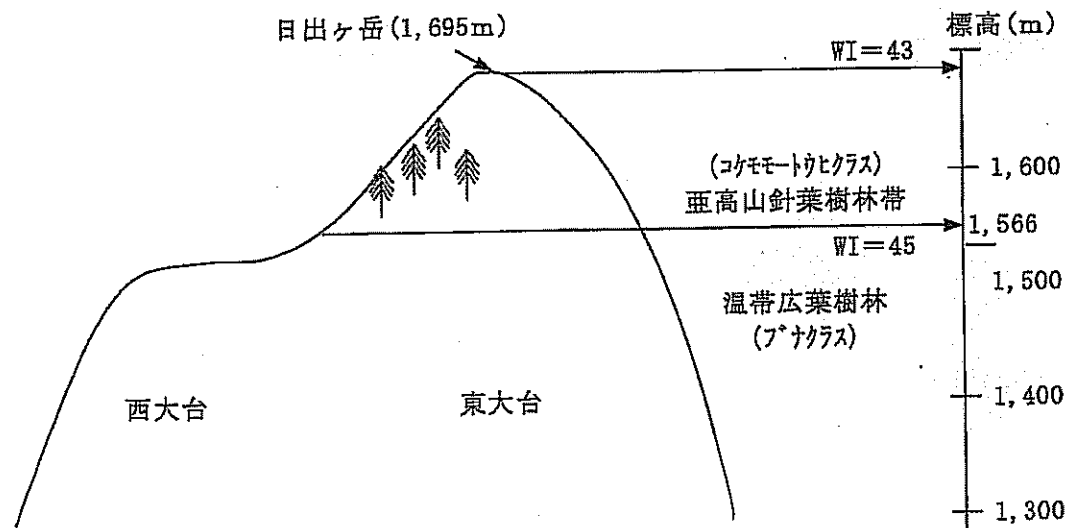 日出ヶ岳(1,695m)
標高(m)
WI=43
1,600
(ｺｹﾓﾓｰﾄｳﾋｸﾗｽ)
亜高山針葉樹林帯
1,566
WI=45
1,500
温帯広葉樹林
(ﾌﾞﾅｸﾗｽ)
西大台
東大台
1,400
1,300